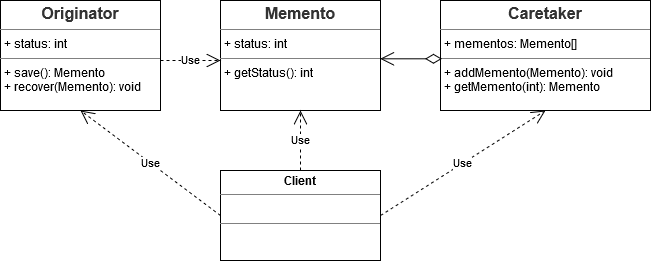 Originator
+ status: int
+ save(): Memento
+ recover(Memento): void
Use
Memento
+ status: int
+ getStatus(): int
Caretaker
+ mementos: Memento[]
+ addMemento(Memento): void
+ getMemento(int): Memento
Use
Use
Use
Client